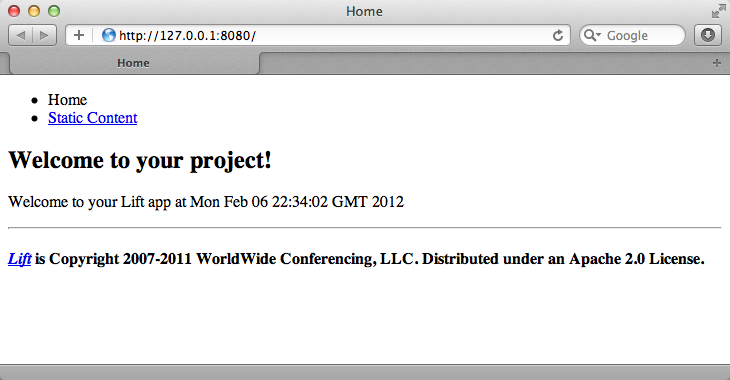 Home
http://127.0.0.1:8080/
Google
Home
Home
Static Content
Welcome to your project!
Welcome to your Lift app at Mon Feb 06 22:34:02 GMT 2012
Lift is Copyright 2007-2011 WorldWide Conferencing, LLC. Distributed under an Apache 2.0 License.